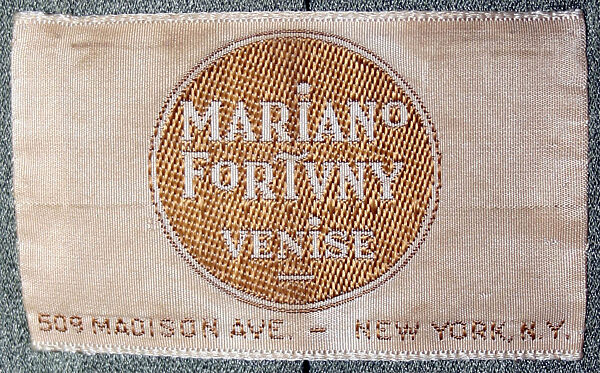 MARIANO
FORTVNY
VENISE
509 MADISON AVE. - NEW YORK, N.Y.